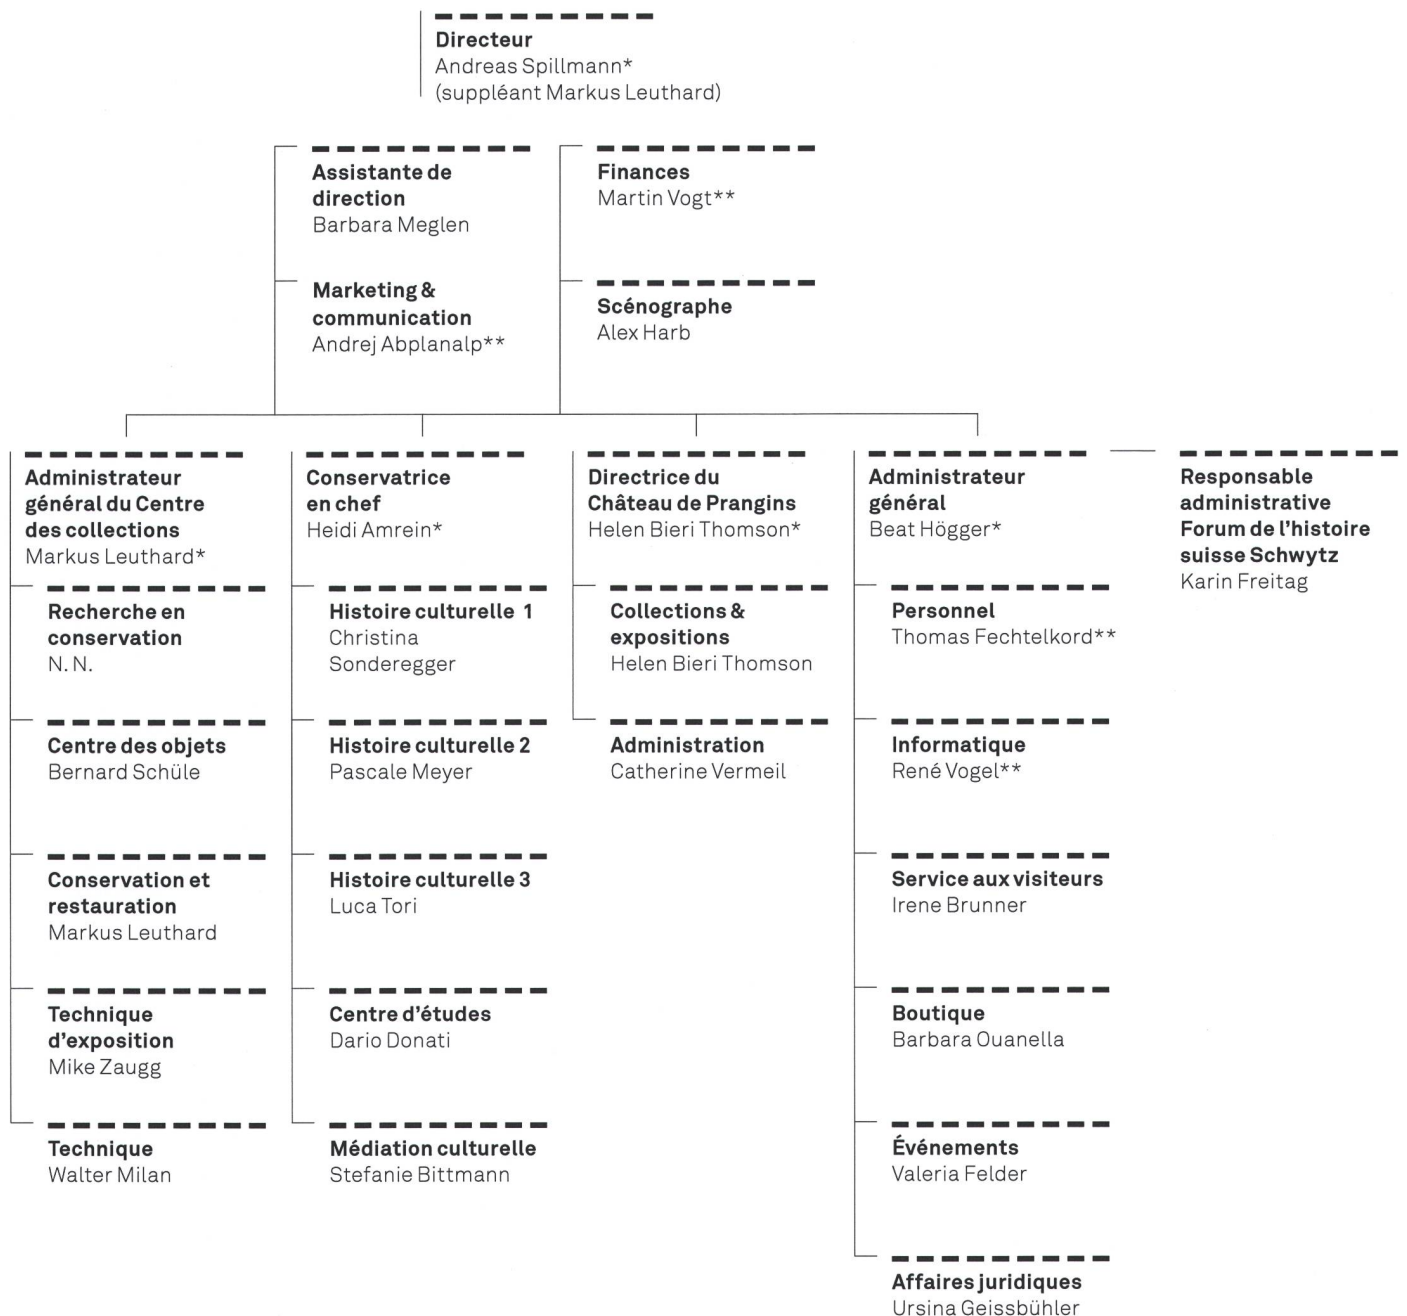 Directeur
Andreas Spillmann*
(suppléant Markus Leuthard)
Assistante de
direction
Barbara Meglen
Finances
Martin Vogt**
Marketing &
communication
Andrej Abplanalp**
Scénographe
Alex Harb
Administrateur
général du Centre
des collections
Markus Leuthard*
Recherche en
conservation
N. N.
Centre des objets
Bernard Schüle
Conservation et
restauration
Markus Leuthard
Technique
d'exposition
Mike Zaugg
Technique
Walter Milan
Conservatrice
en chef
Heidi Amrein*
Histoire culturelle 1
Christina
Sonderegger
Histoire culturelle 2
Pascale Meyer
Histoire culturelle 3
Luca Tori
Centre d'études
Dario Donati
Médiation culturelle
Stefanie Bittmann
Directrice du
Château de Prangins
Helen Bieri Thomson*
Collections &
expositions
Helen Bieri Thomson
Administration
Catherine Vermeil
Administrateur
général
Beat Högger*
Personnel
Thomas Fechtelkord**
Informatique
René Vogel**
Service aux visiteurs
Irene Brunner
Boutique
Barbara Ouanella
Événements
Valeria Felder
Affaires juridiques
Ursina Geissbühler
Responsable
administrative
Forum de l'histoire
suisse Schwytz
Karin Freitag